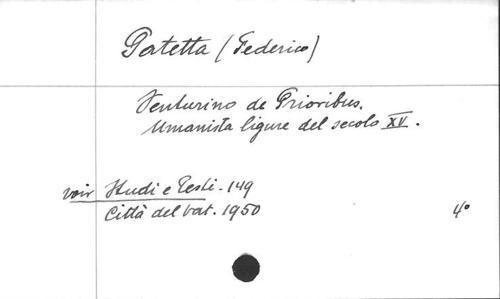 Patetta (Federico)
Venturino de Prioribus.
Umanista ligure del secolo XV.
voir Studi e Testi - 149
Città del Vat. 1950
4°